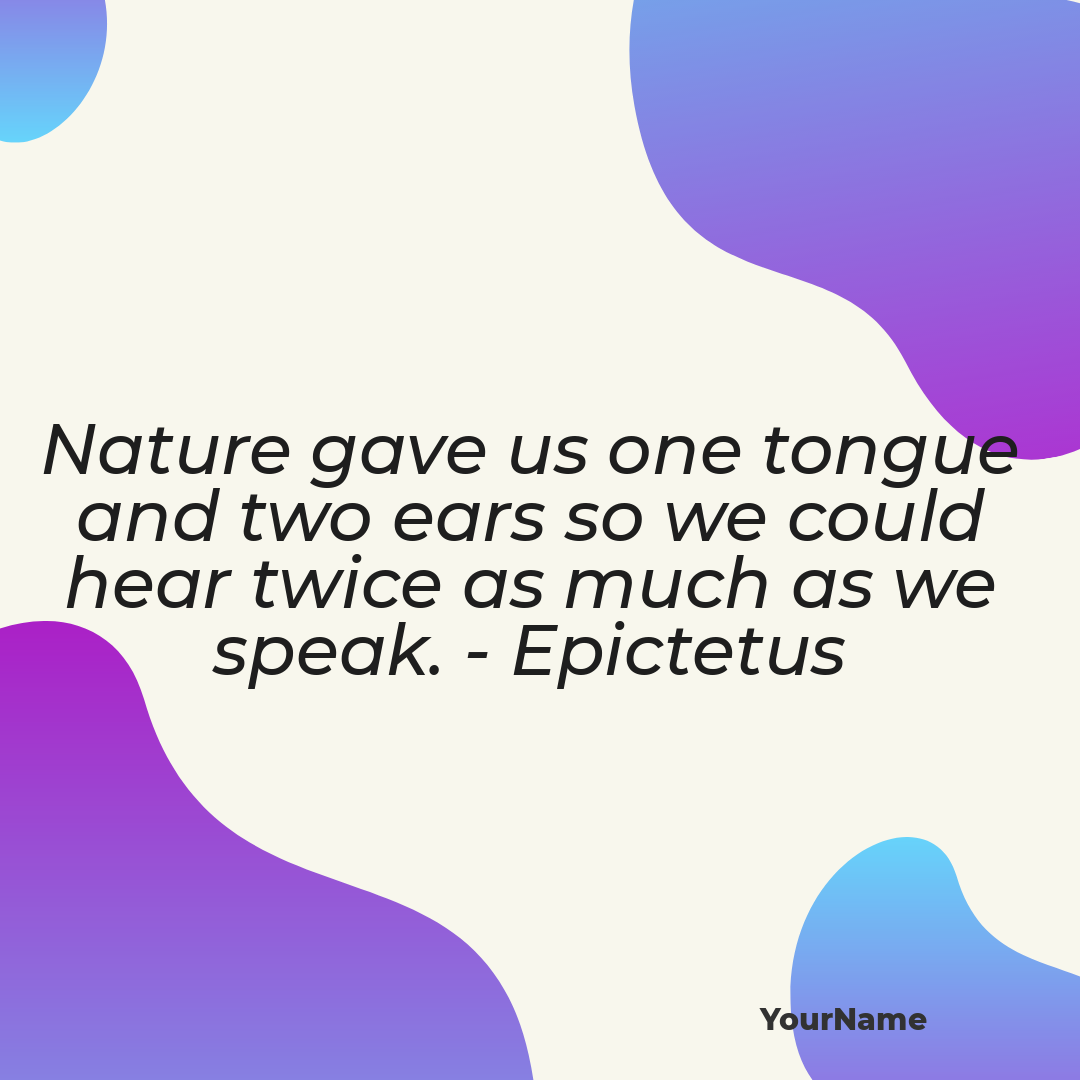 Nature gave us one tongue
and two ears so we could
hear twice as much as we
speak. - Epictetus
YourName